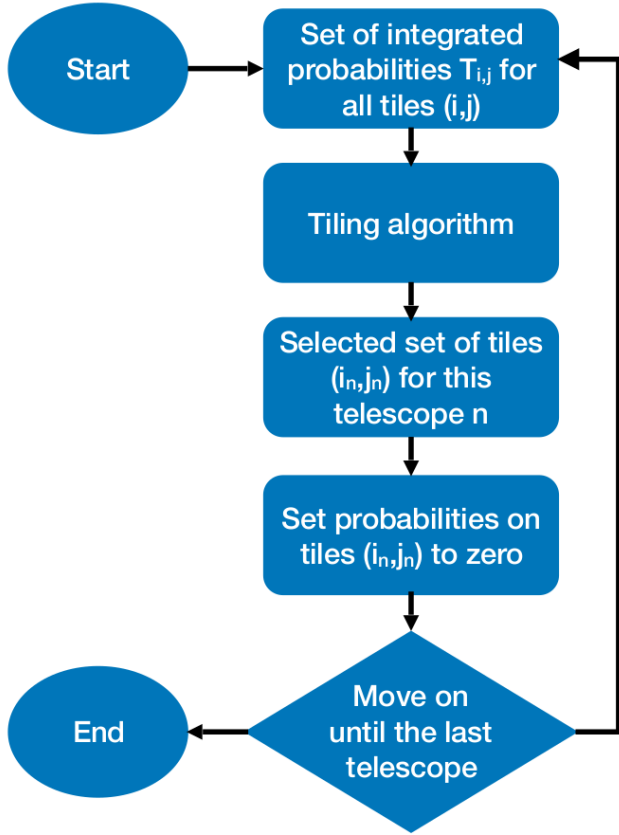 Start
Set of integrated
probabilities Ti,j for
all tiles (i,j)
Tiling algorithm
Selected set of tiles
(in,jn) for this
telescope n
Set probabilities on
tiles (in,jn) to zero
Move on
until the last
telescope
End